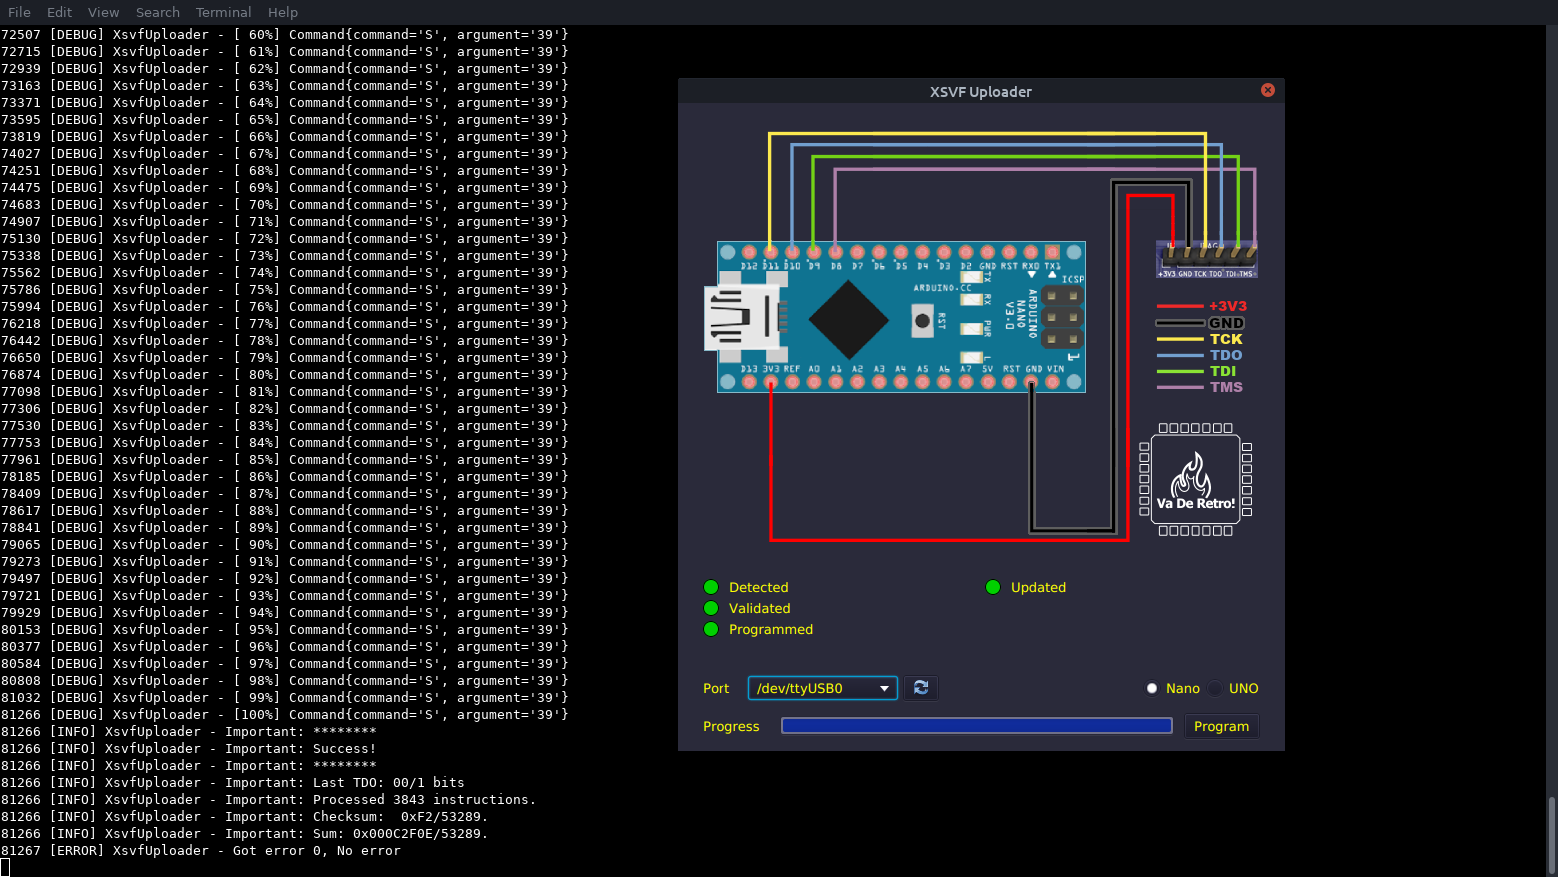 File Edit View Search Terminal Help
72507 [DEBUG] XsvfUploader - [ 60%] Command{command='S', argument='39'}
72715 [DEBUG] XsvfUploader - [ 61%] Command{command='S', argument='39'}
72939 [DEBUG] XsvfUploader - [ 62%] Command{command='S', argument='39'}
73163 [DEBUG] XsvfUploader - [ 63%] Command{command='S', argument='39'}
73371 [DEBUG] XsvfUploader - [ 64%] Command{command='S', argument='39'}
73595 [DEBUG] XsvfUploader - [ 65%] Command{command='S', argument='39'}
73819 [DEBUG] XsvfUploader - [ 66%] Command{command='S', argument='39'}
74027 [DEBUG] XsvfUploader - [ 67%] Command{command='S', argument='39'}
74251 [DEBUG] XsvfUploader - [ 68%] Command{command='S', argument='39'}
74475 [DEBUG] XsvfUploader - [ 69%] Command{command='S', argument='39'}
74683 [DEBUG] XsvfUploader - [ 70%] Command{command='S', argument='39'}
74907 [DEBUG] XsvfUploader - [ 71%] Command{command='S', argument='39'}
75130 [DEBUG] XsvfUploader - [ 72%] Command{command='S', argument='39'}
75338 [DEBUG] XsvfUploader - [ 73%] Command{command='S', argument='39'}
75562 [DEBUG] XsvfUploader - [ 74%] Command{command='S', argument='39'}
75786 [DEBUG] XsvfUploader - [ 75%] Command{command='S', argument='39'}
75994 [DEBUG] XsvfUploader - [ 76%] Command{command='S', argument='39'}
76218 [DEBUG] XsvfUploader - [ 77%] Command{command='S', argument='39'}
76442 [DEBUG] XsvfUploader - [ 78%] Command{command='S', argument='39'}
76650 [DEBUG] XsvfUploader - [ 79%] Command{command='S', argument='39'}
76874 [DEBUG] XsvfUploader - [ 80%] Command{command='S', argument='39'}
77098 [DEBUG] XsvfUploader - [ 81%] Command{command='S', argument='39'}
77306 [DEBUG] XsvfUploader - [ 82%] Command{command='S', argument='39'}
77530 [DEBUG] XsvfUploader - [ 83%] Command{command='S', argument='39'}
77753 [DEBUG] XsvfUploader - [ 84%] Command{command='S', argument='39'}
77961 [DEBUG] XsvfUploader - [ 85%] Command{command='S', argument='39'}
78185 [DEBUG] XsvfUploader - [ 86%] Command{command='S', argument='39'}
78409 [DEBUG] XsvfUploader - [ 87%] Command{command='S', argument='39'}
78617 [DEBUG] XsvfUploader - [ 88%] Command{command='S', argument='39'}
78841 [DEBUG] XsvfUploader - [ 89%] Command{command='S', argument='39'}
79065 [DEBUG] XsvfUploader - [ 90%] Command{command='S', argument='39'}
79273 [DEBUG] XsvfUploader - [ 91%] Command{command='S', argument='39'}
79497 [DEBUG] XsvfUploader - [ 92%] Command{command='S', argument='39'}
79721 [DEBUG] XsvfUploader - [ 93%] Command{command='S', argument='39'}
79929 [DEBUG] XsvfUploader - [ 94%] Command{command='S', argument='39'}
80153 [DEBUG] XsvfUploader - [ 95%] Command{command='S', argument='39'}
80377 [DEBUG] XsvfUploader - [ 96%] Command{command='S', argument='39'}
80584 [DEBUG] XsvfUploader - [ 97%] Command{command='S', argument='39'}
80808 [DEBUG] XsvfUploader - [ 98%] Command{command='S', argument='39'}
81032 [DEBUG] XsvfUploader - [ 99%] Command{command='S', argument='39'}
81266 [DEBUG] XsvfUploader - [100%] Command{command='S', argument='39'}
81266 [INFO] XsvfUploader - Important: ********
81266 [INFO] XsvfUploader - Important: Success!
81266 [INFO] XsvfUploader - Important: ********
81266 [INFO] XsvfUploader - Important: Last TDO: 00/1 bits
81266 [INFO] XsvfUploader - Important: Processed 3843 instructions.
81266 [INFO] XsvfUploader - Important: Checksum:  0xF2/53289.
81266 [INFO] XsvfUploader - Important: Sum: 0x000C2F0E/53289.
81267 [ERROR] XsvfUploader - Got error 0, No error
XSVF Uploader
D12 D11 D10 D9 D8 D7 D6 D5 D4 D3 D2 GND RST RX0 TX1
ICSP
ARDUINO.CC
TX
RX
PWR
L
RST
ARDUINO
NANO
V3.0
1
D13 3V3 REF A0 A1 A2 A3 A4 A5 A6 A7 5V RST GND VIN
+3V3 GND TCK TDO TDI TMS
+3V3
GND
TCK
TDO
TDI
TMS
Va De Retro!
Detected
Updated
Validated
Programmed
Port /dev/ttyUSB0 Nano UNO
Progress Program